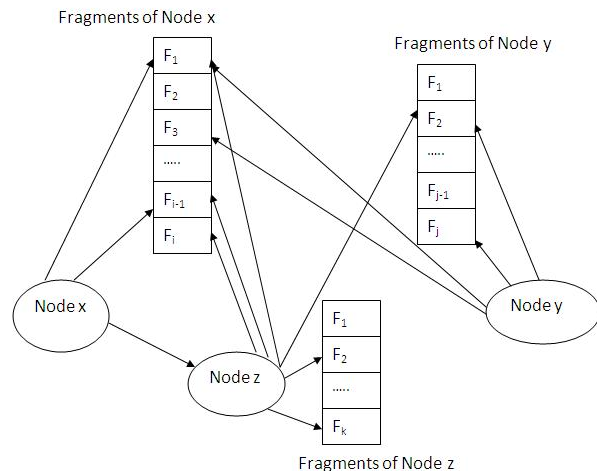 Fragments of Node x
F₁
F₂
F₃
.....
Fᵢ₋₁
Fᵢ
Fragments of Node y
F₁
F₂
.....
Fⱼ₋₁
Fⱼ
Node x
Node y
Node z
F₁
F₂
.....
Fₖ
Fragments of Node z